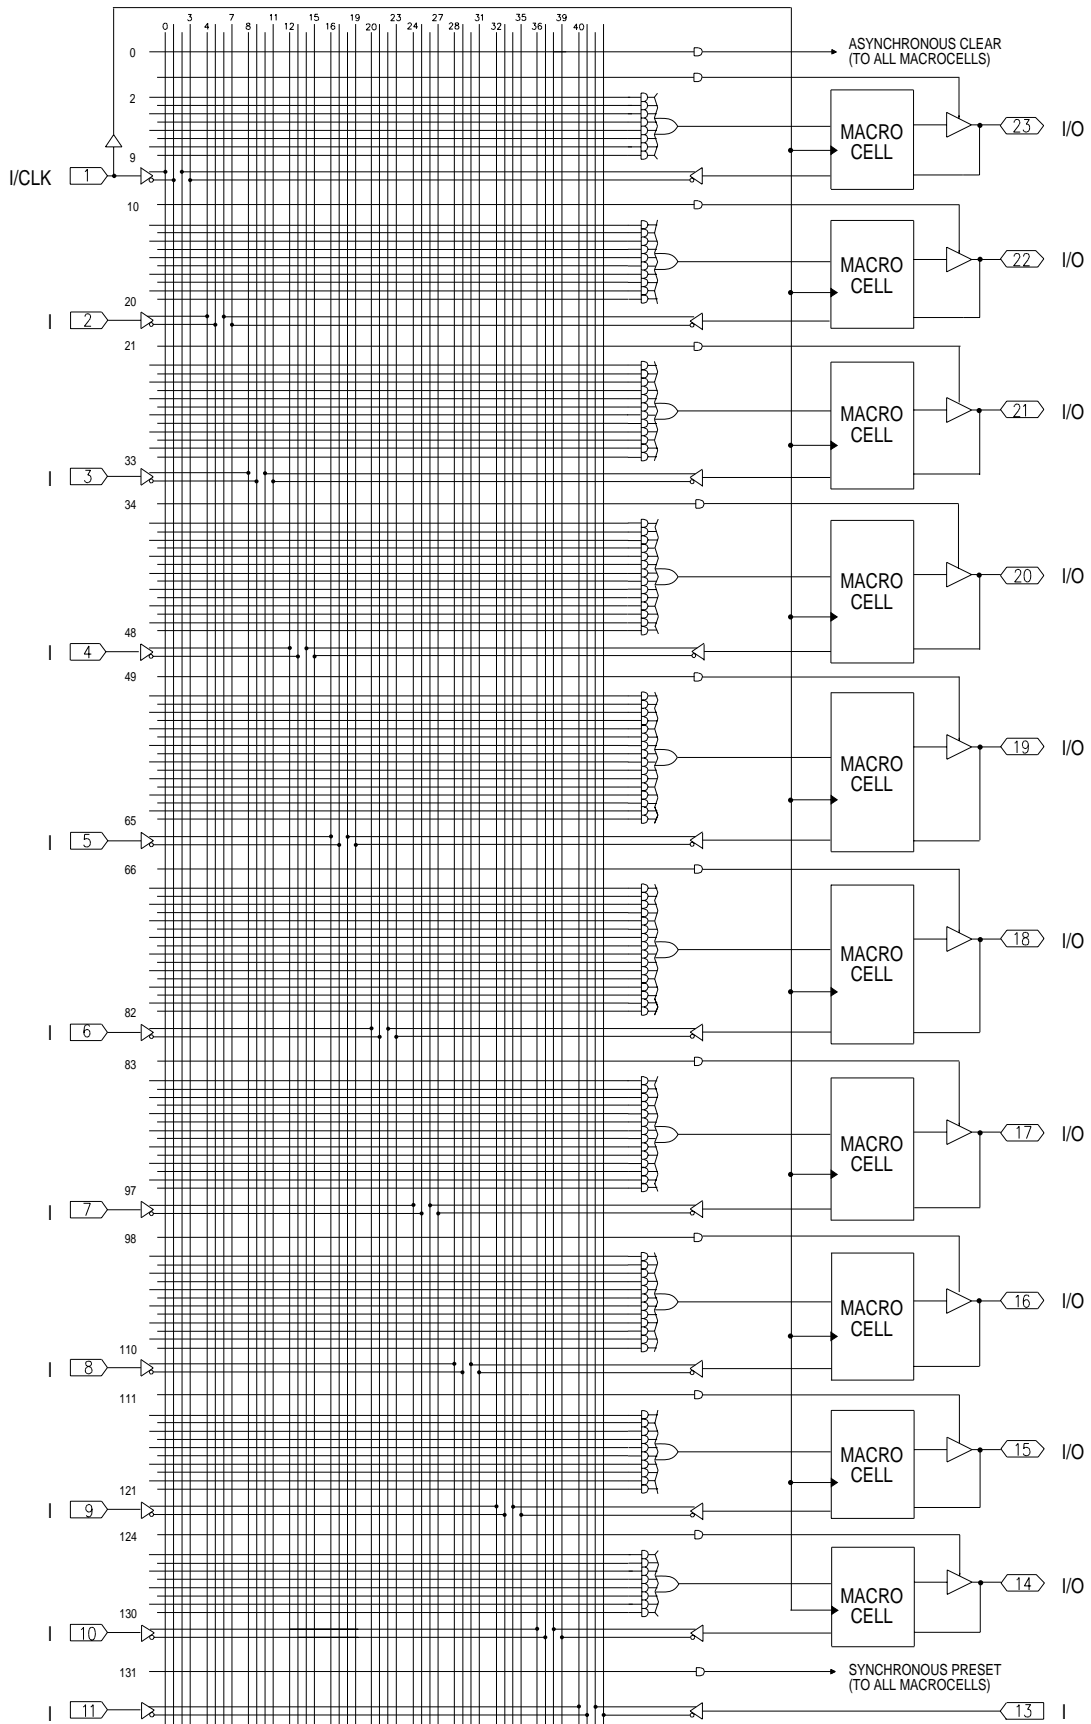 0 3 4 7 8 11 12 15 16 19 20 23 24 27 28 31 32 35 36 39 40
0
ASYNCHRONOUS CLEAR
(TO ALL MACROCELLS)
2
MACRO
CELL
23 I/O
9
I/CLK 1
10
MACRO
CELL
22 I/O
20
I 2
21
MACRO
CELL
21 I/O
33
I 3
34
MACRO
CELL
20 I/O
48
I 4
49
MACRO
CELL
19 I/O
65
I 5
66
MACRO
CELL
18 I/O
82
I 6
83
MACRO
CELL
17 I/O
97
I 7
98
MACRO
CELL
16 I/O
110
I 8
111
MACRO
CELL
15 I/O
121
I 9
124
MACRO
CELL
14 I/O
130
I 10
131
SYNCHRONOUS PRESET
(TO ALL MACROCELLS)
I 11
13 I